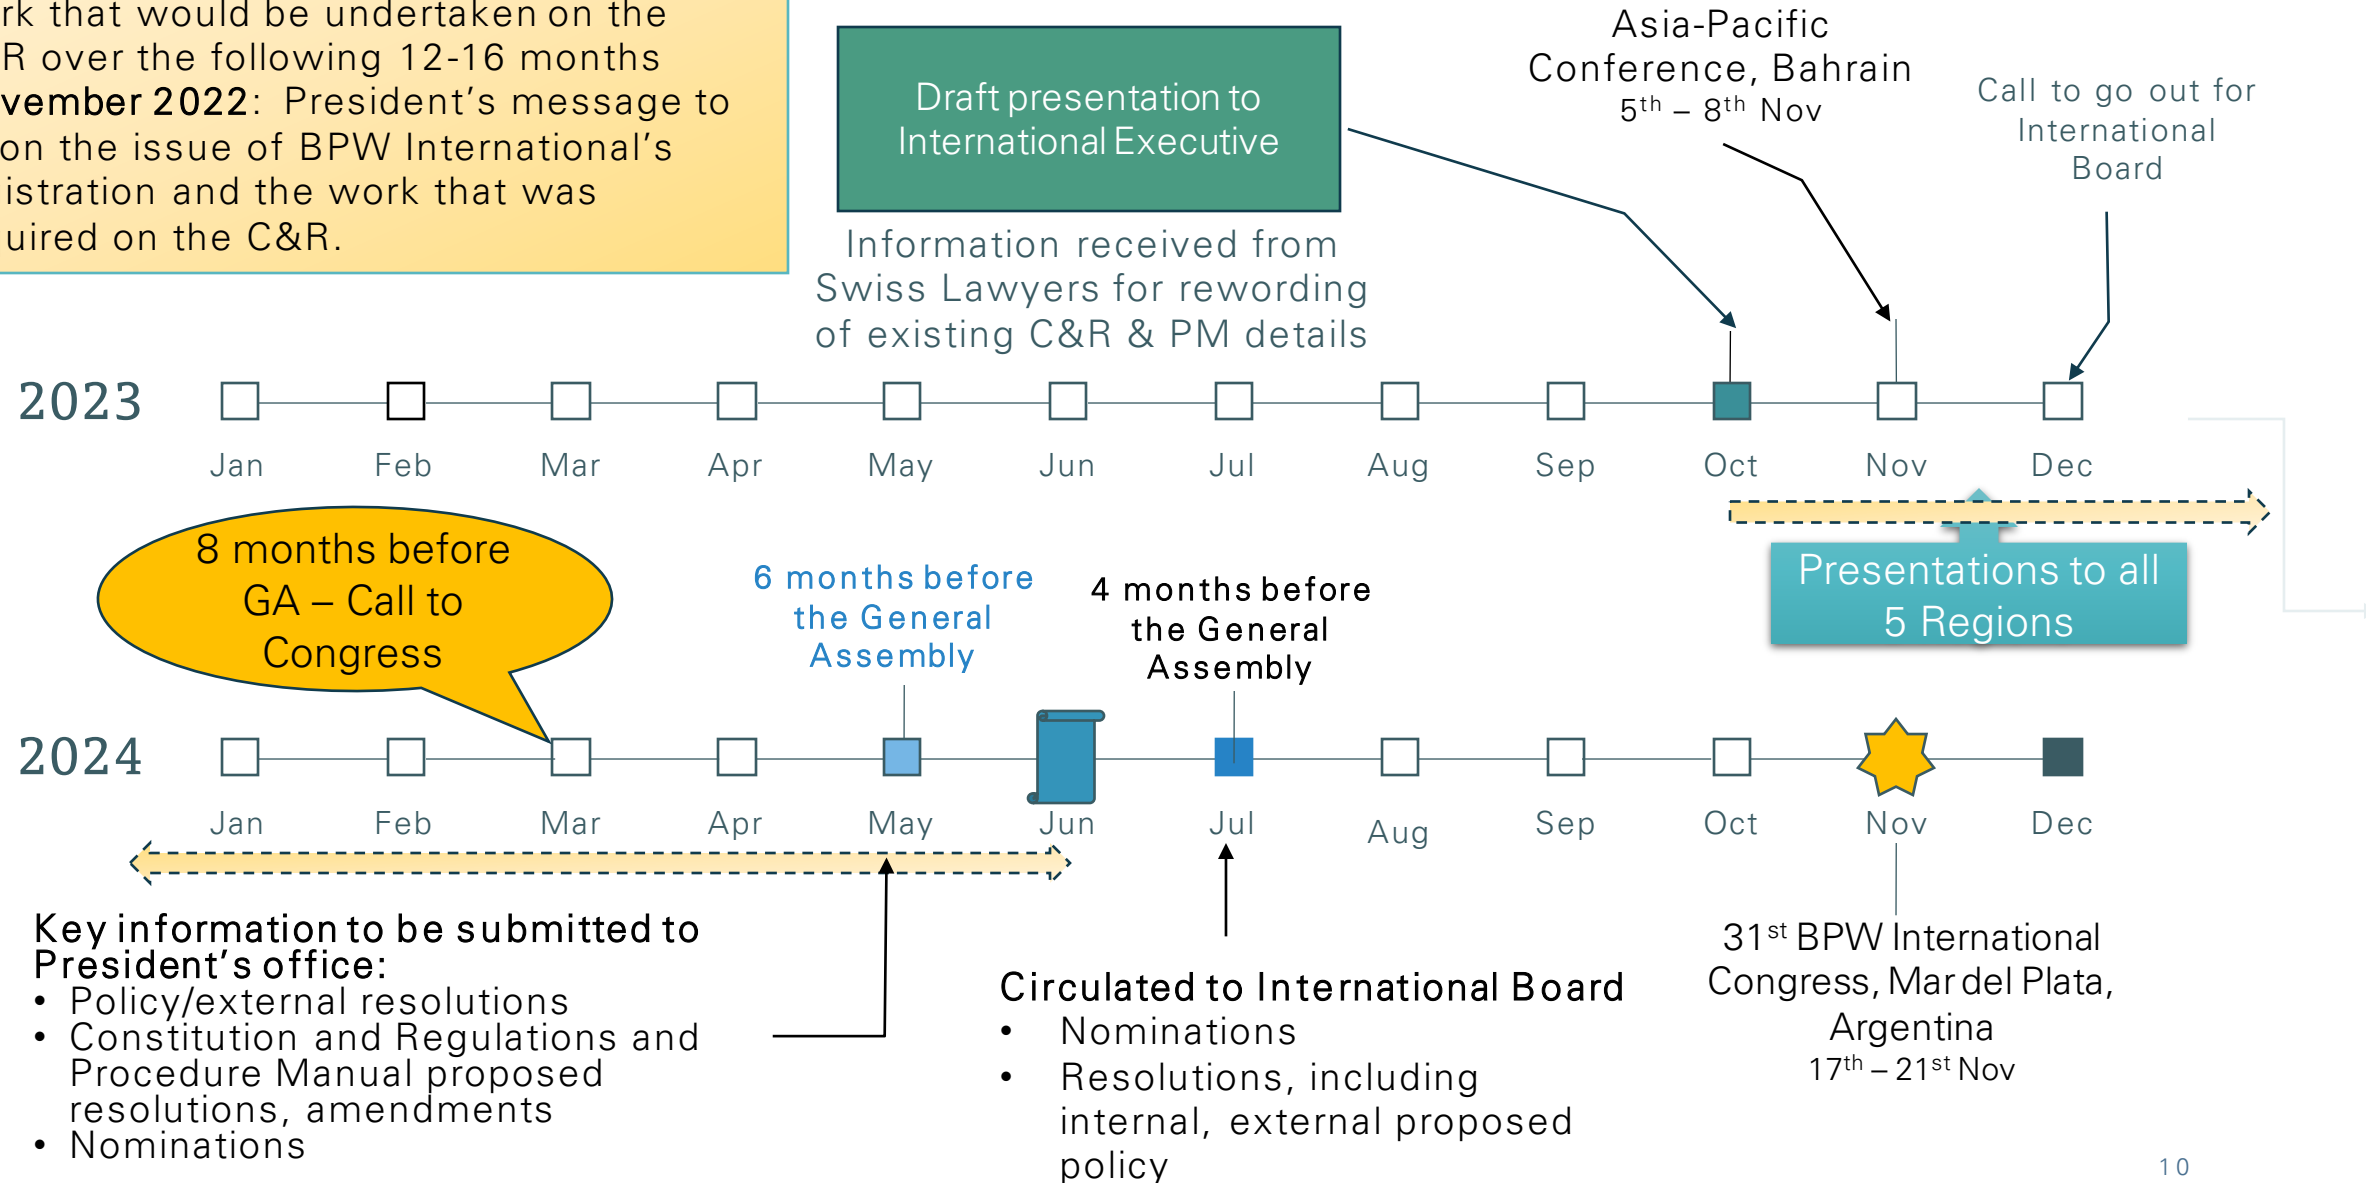 rk that would be undertaken on the
R over the following 12-16 months
vember 2022: President's message to
on the issue of BPW International's
istration and the work that was
uired on the C&R.
Draft presentation to
International Executive
Information received from
Swiss Lawyers for rewording
of existing C&R & PM details
Asia-Pacific
Conference, Bahrain
5th – 8th Nov
Call to go out for
International
Board
2023
Jan Feb Mar Apr May Jun Jul Aug Sep Oct Nov Dec
Presentations to all
5 Regions
8 months before
GA – Call to
Congress
6 months before
the General
Assembly
4 months before
the General
Assembly
2024
Jan Feb Mar Apr May Jun Jul Aug Sep Oct Nov Dec
Key information to be submitted to
President's office:
• Policy/external resolutions
• Constitution and Regulations and
Procedure Manual proposed
resolutions, amendments
• Nominations
Circulated to International Board
• Nominations
• Resolutions, including
internal, external proposed
policy
31st BPW International
Congress, Mar del Plata,
Argentina
17th – 21st Nov
10